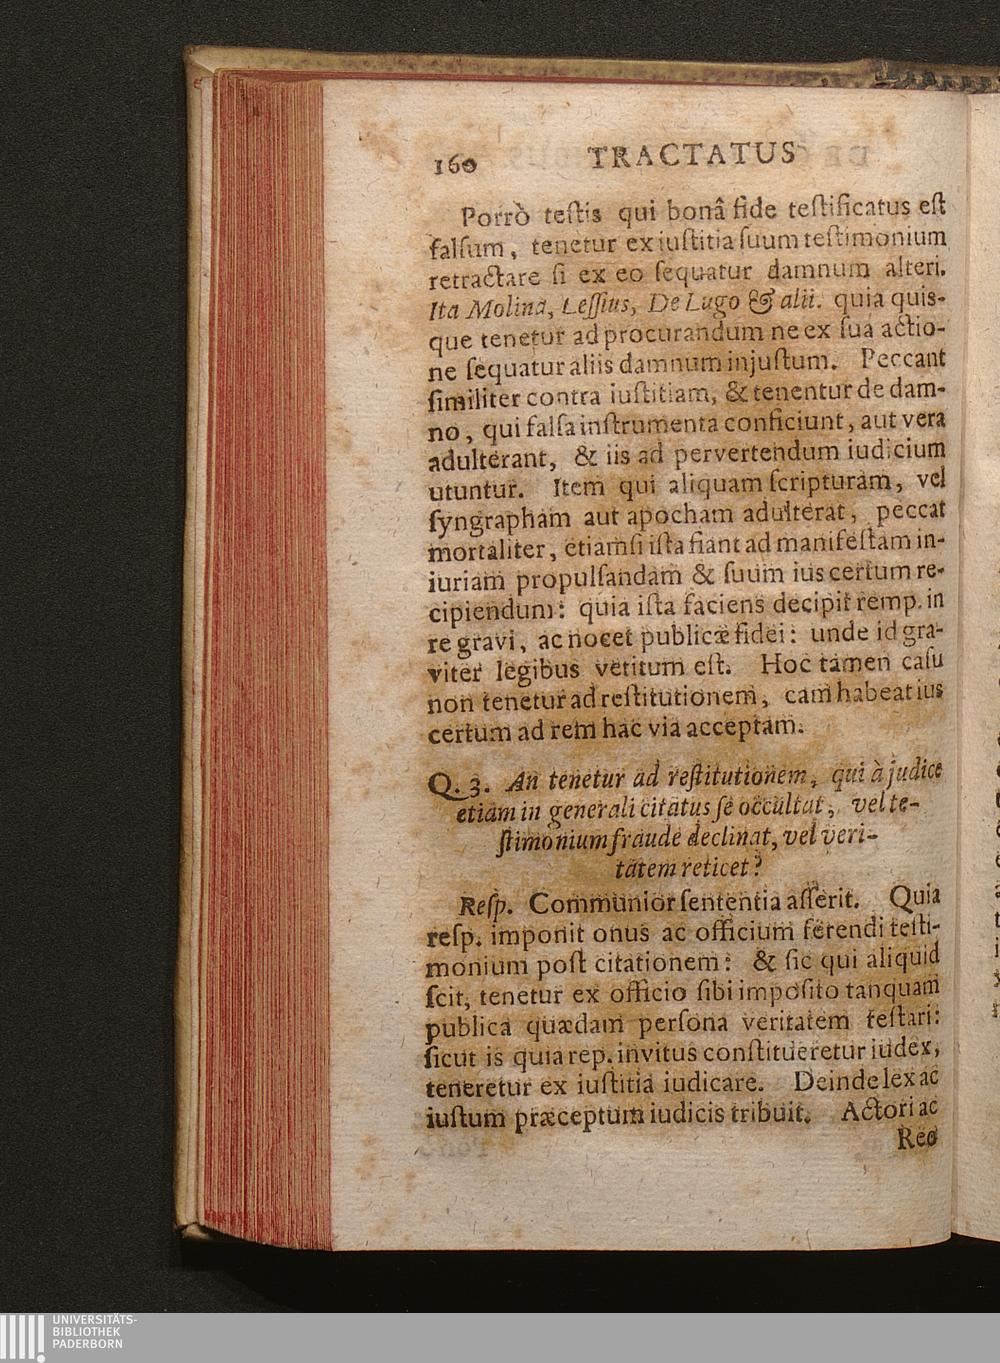 160 TRACTATUS
Porrò teſtis qui bonâ fide teſtificatus eſt
falſum, tenetur ex iuſtitia ſuum teſtimonium
retractare ſi ex eo ſequatur damnum alteri.
Ita Molina, Leſſius, De Lugo & alii. quia quis-
que tenetur ad procurandum ne ex ſua actio-
ne ſequatur aliis damnum injuſtum. Peccant
ſimiliter contra iuſtitiam, & tenentur de dam-
no, qui falſa inſtrumenta conficiunt, aut vera
adulterant, & iis ad pervertendum iudicium
utuntur. Item qui aliquam ſcripturam, vel
ſyngrapham aut apocham adulterat, peccat
mortaliter, etiamſi iſta fiant ad manifeſtam in-
iuriam propulſandam & ſuum ius certum re-
cipiendum: quia iſta faciens decipit remp. in
re gravi, ac nocet publicæ fidei: unde id gra-
viter legibus vetitum eſt. Hoc tamen caſu
non tenetur ad reſtitutionem, cam habeat ius
certum ad rem hac via acceptam.
Q. 3. An tenetur ad reſtitutionem, qui à judice
etiam in generali citatus ſe occultat, vel te-
ſtimonium fraude declinat, vel veri-
tatem reticet?
Reſp. Communior ſententia aſſerit. Quia
reſp. imponit onus ac officium ferendi teſti-
monium poſt citationem: & ſic qui aliquid
ſcit, tenetur ex officio ſibi impoſito tanquam
publica quædam perſona veritatem teſtari:
ſicut is quia rep. invitus conſtitueretur iudex,
teneretur ex iuſtitia iudicare. Deinde lex ac
iuſtum præceptum iudicis tribuit. Actori ac
Reo
UNIVERSITÄTS-
BIBLIOTHEK
PADERBORN